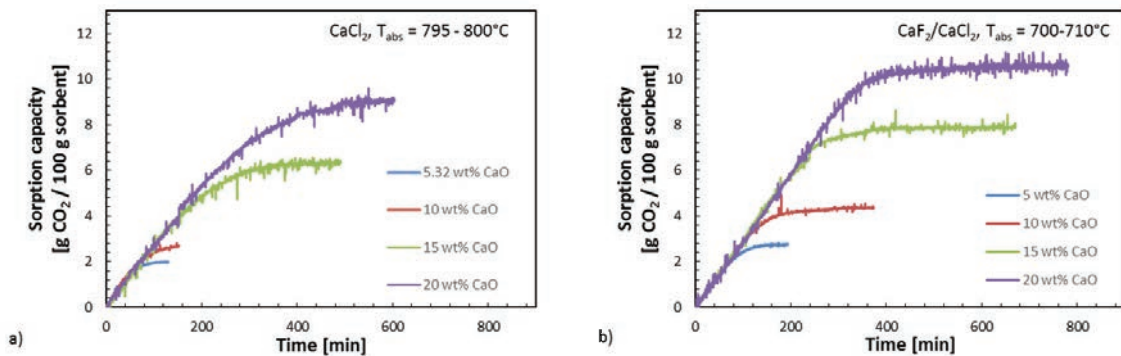 CaCl₂, T_abs = 795 - 800°C
12
10
8
6
4
2
0
Sorption capacity
[g CO₂ / 100 g sorbent]
5.32 wt% CaO
10 wt% CaO
15 wt% CaO
20 wt% CaO
0 200 400 600 800
Time [min]
a)
CaF₂/CaCl₂, T_abs = 700-710°C
12
10
8
6
4
2
0
Sorption capacity
[g CO₂ / 100 g sorbent]
5 wt% CaO
10 wt% CaO
15 wt% CaO
20 wt% CaO
0 200 400 600 800
Time [min]
b)